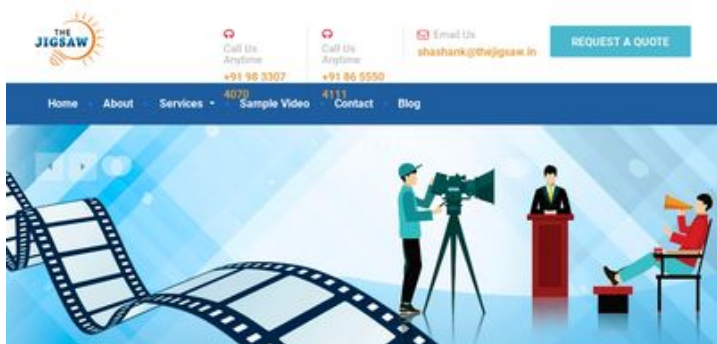 THE
JIGSAW
Call Us
Anytime
+91 98 3307
4070
Call Us
Anytime
+91 86 5550
4111
Email Us
shashank@thejigsaw.in
REQUEST A QUOTE
Home About Services Sample Video Contact Blog